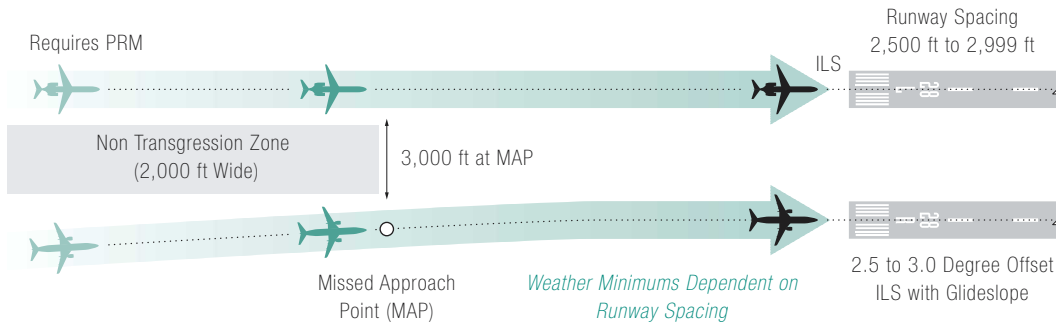 Runway Spacing
2,500 ft to 2,999 ft
Requires PRM
ILS
Non Transgression Zone
(2,000 ft Wide)
3,000 ft at MAP
Missed Approach
Point (MAP)
Weather Minimums Dependent on
Runway Spacing
2.5 to 3.0 Degree Offset
ILS with Glideslope